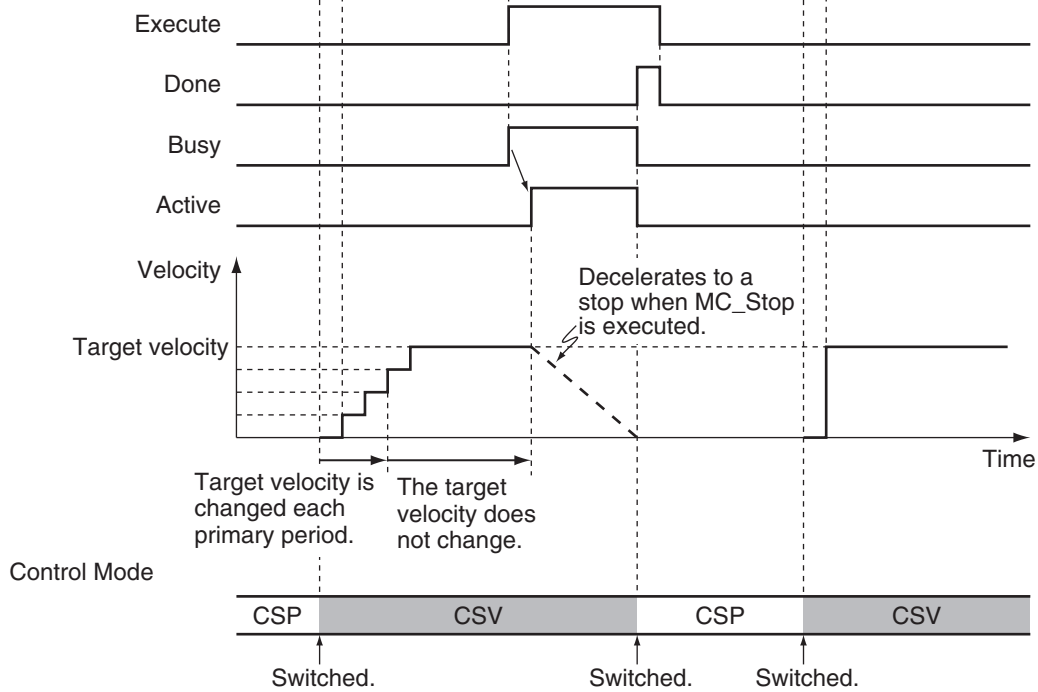 Execute
Done
Busy
Active
Velocity
Decelerates to a
stop when MC_Stop
is executed.
Target velocity
Time
Target velocity is
changed each
primary period.
The target
velocity does
not change.
Control Mode
CSP
CSV
CSP
CSV
Switched.
Switched.
Switched.